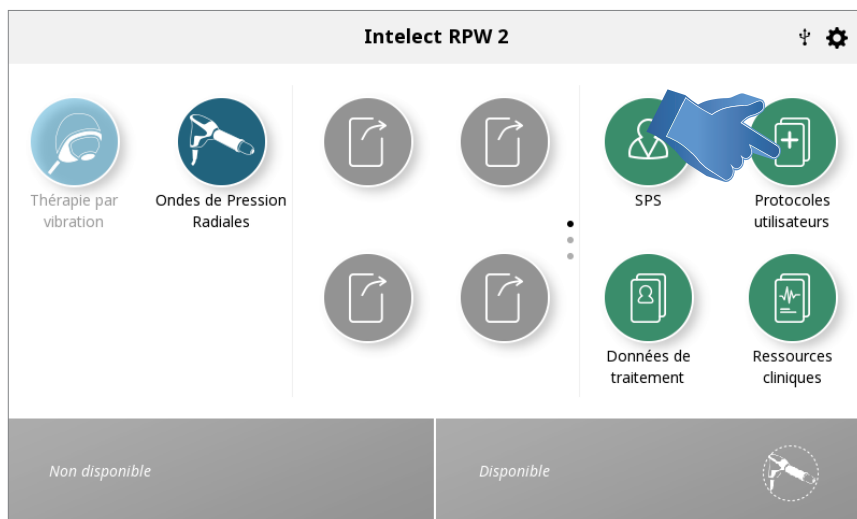 Intelect RPW 2
Thérapie par
vibration
Ondes de Pression
Radiales
SPS
Protocoles
utilisateurs
Données de
traitement
Ressources
cliniques
Non disponible
Disponible